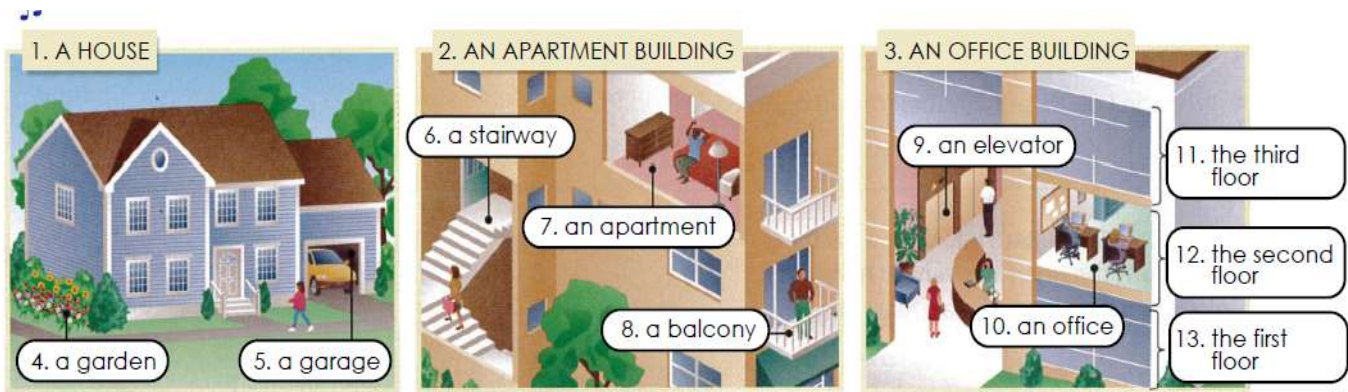 1. A HOUSE
2. AN APARTMENT BUILDING
3. AN OFFICE BUILDING
4. a garden
5. a garage
6. a stairway
7. an apartment
8. a balcony
9. an elevator
10. an office
11. the third
floor
12. the second
floor
13. the first
floor